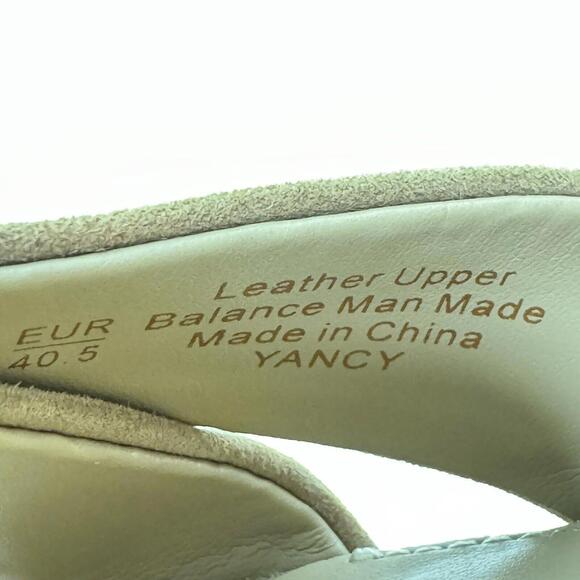 EUR
40.5
Leather Upper
Balance Man Made
Made in China
YANCY